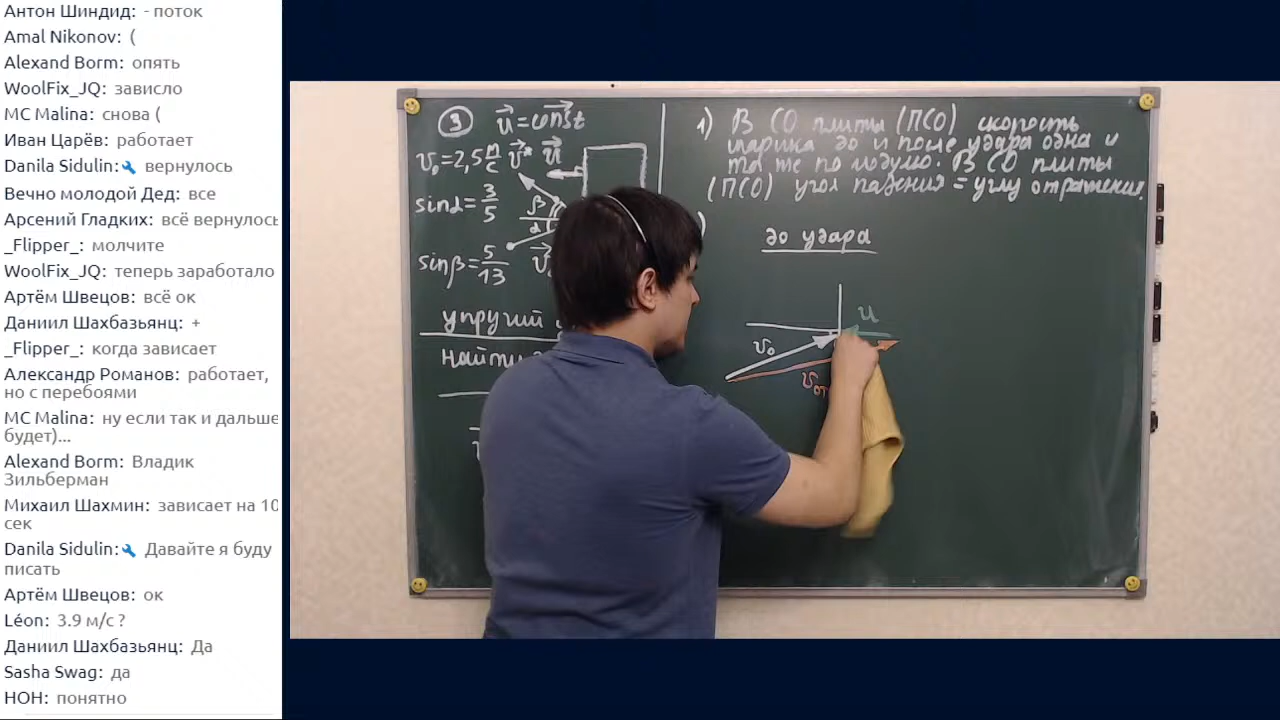 Антон Шиндид: - поток
Amal Nikonov: (
Alexand Borm: опять
WoolFix_JQ: зависло
MC Malina: снова (
Иван Царёв: работает
Danila Sidulin: вернулось
Вечно молодой Дед: все
Арсений Гладких: всё вернулось
_Flipper_: молчите
WoolFix_JQ: теперь заработало
Артём Швецов: всё ок
Даниил Шахбазьянц: +
_Flipper_: когда зависает
Александр Романов: работает,
но с перебоями
MC Malina: ну если так и дальше
будет)...
Alexand Borm: Владик
Зильберман
Михаил Шахмин: зависает на 10
сек
Danila Sidulin: Давайте я буду
писать
Артём Швецов: ок
Léon: 3.9 м/с ?
Даниил Шахбазьянц: Да
Sasha Swag: да
НОН: понятно
3 u = const
v₀ = 2,5 м/с v* u
sinα = 3/5
β
α
sinβ = 5/13
упругий
найти
1) В СО плиты (ПСО) скорость
шарика до и после удара одна и
та же по модулю. В СО плиты
(ПСО) угол падения = углу отражения.
до удара
u
v₀